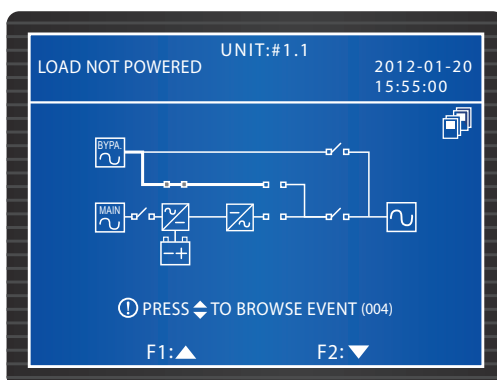 UNIT:#1.1
LOAD NOT POWERED
2012-01-20
15:55:00
BYPA.
MAIN
PRESS TO BROWSE EVENT (004)
F1: F2: